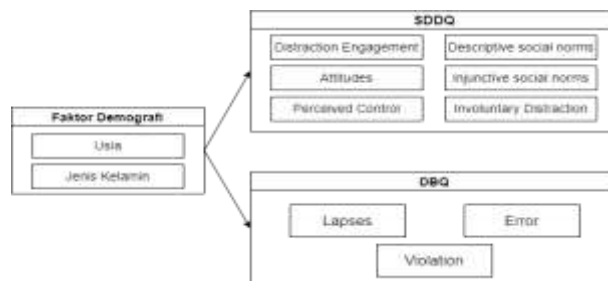 SDDQ
Distraction Engagement
Descriptive social norms
Attitudes
Injunctive social norms
Perceived Control
Involuntary Distraction
Faktor Demografi
Usia
Jenis Kelamin
DBQ
Lapses
Error
Violation